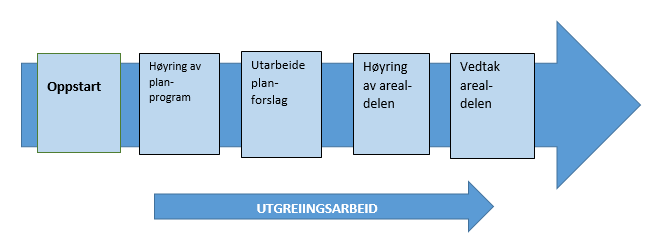 Oppstart
Høyring av
plan-
program
Utarbeide
plan-
forslag
Høyring
av areal-
delen
Vedtak
areal-
delen
UTGREIINGSARBEID